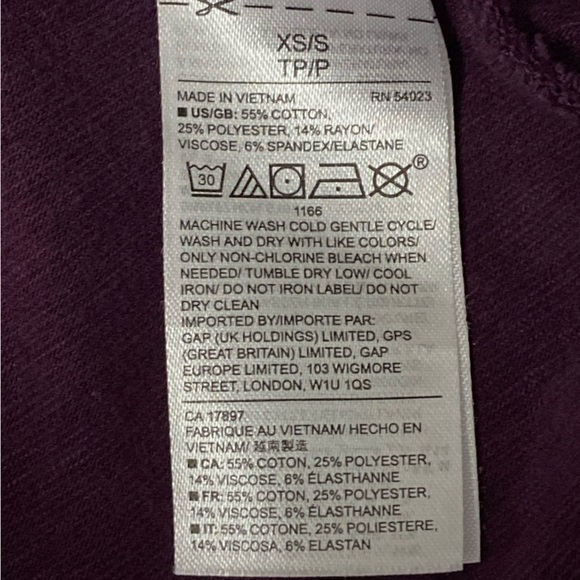 XS/S
TP/P
MADE IN VIETNAM RN 54023
■ US/GB: 55% COTTON,
25% POLYESTER, 14% RAYON/
VISCOSE, 6% SPANDEX/ELASTANE
30
®
1166
MACHINE WASH COLD GENTLE CYCLE/
WASH AND DRY WITH LIKE COLORS/
ONLY NON-CHLORINE BLEACH WHEN
NEEDED/ TUMBLE DRY LOW/ COOL
IRON/ DO NOT IRON LABEL/ DO NOT
DRY CLEAN
IMPORTED BY/IMPORTE PAR:
GAP (UK HOLDINGS) LIMITED, GPS
(GREAT BRITAIN) LIMITED, GAP
EUROPE LIMITED, 103 WIGMORE
STREET, LONDON, W1U 1QS
CA 17897
FABRIQUE AU VIETNAM/ HECHO EN
VIETNAM/ 越南製造
■ CA: 55% COTON, 25% POLYESTER,
14% VISCOSE, 6% ÉLASTHANNE
■ FR: 55% COTON, 25% POLYESTER,
14% VISCOSE, 6% ÉLASTHANNE
■ IT: 55% COTONE, 25% POLIESTERE,
14% VISCOSA, 6% ELASTAN